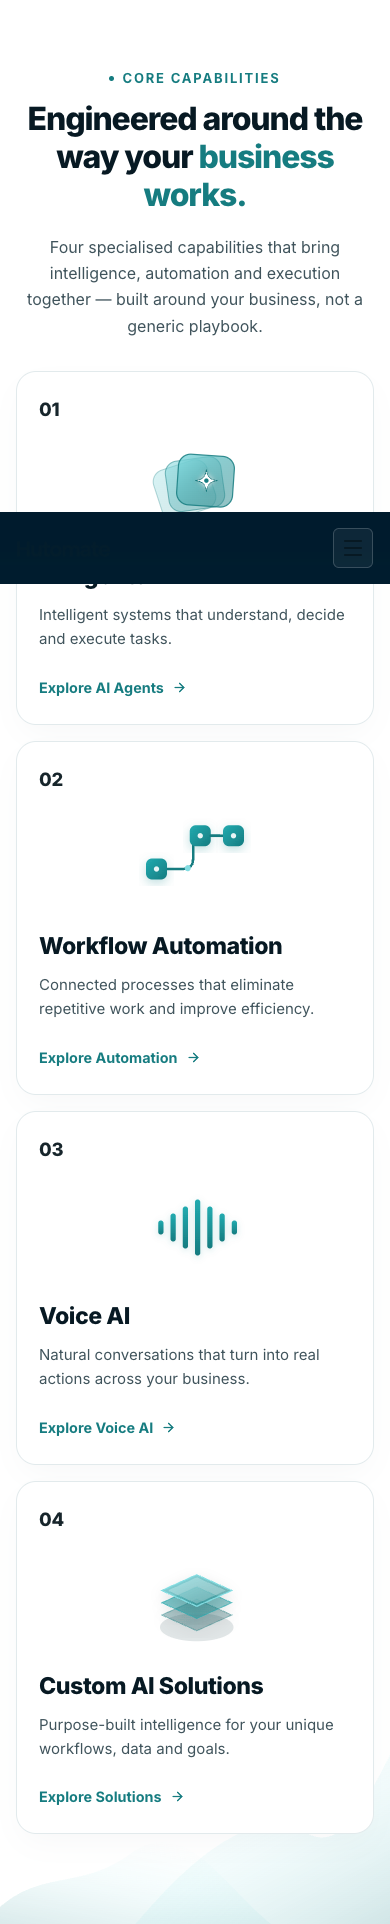 • CORE CAPABILITIES
Engineered around the
way your business
works.
Four specialised capabilities that bring
intelligence, automation and execution
together — built around your business, not a
generic playbook.
01
Intelligent systems that understand, decide
and execute tasks.
Explore AI Agents →
02
Workflow Automation
Connected processes that eliminate
repetitive work and improve efficiency.
Explore Automation →
03
Voice AI
Natural conversations that turn into real
actions across your business.
Explore Voice AI →
04
Custom AI Solutions
Purpose-built intelligence for your unique
workflows, data and goals.
Explore Solutions →